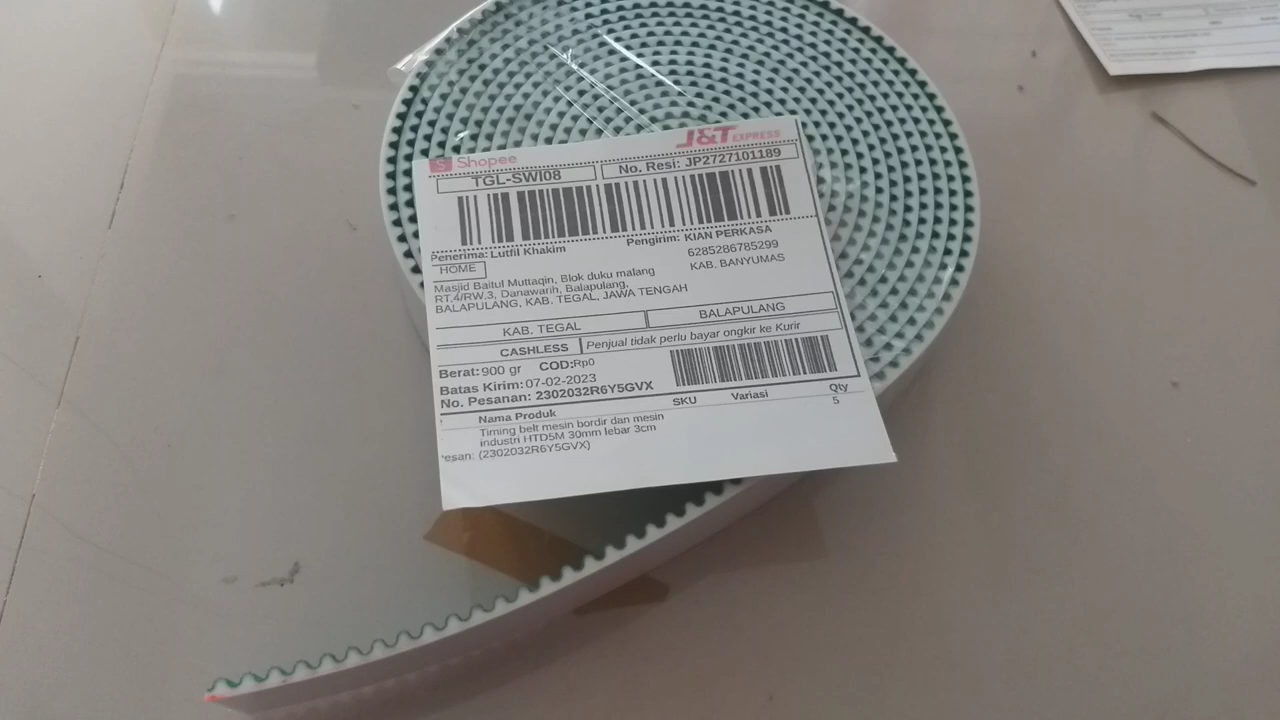 J&T EXPRESS
S Shopee
TGL-SWI08 No. Resi: JP2727101189
Penerima: Lutfil Khakim Pengirim: KIAN PERKASA
HOME 6285286785299
KAB. BANYUMAS
Masjid Baitul Muttaqin, Blok duku malang
RT.4/RW.3, Danawarih, Balapulang,
BALAPULANG, KAB. TEGAL, JAWA TENGAH
KAB. TEGAL BALAPULANG
CASHLESS Penjual tidak perlu bayar ongkir ke Kurir
Berat: 900 gr COD: Rp0
Batas Kirim: 07-02-2023
No. Pesanan: 2302032R6Y5GVX
Nama Produk SKU Variasi Qty
Timing belt mesin bordir dan mesin 5
industri HTD5M 30mm lebar 3cm
esan: (2302032R6Y5GVX)